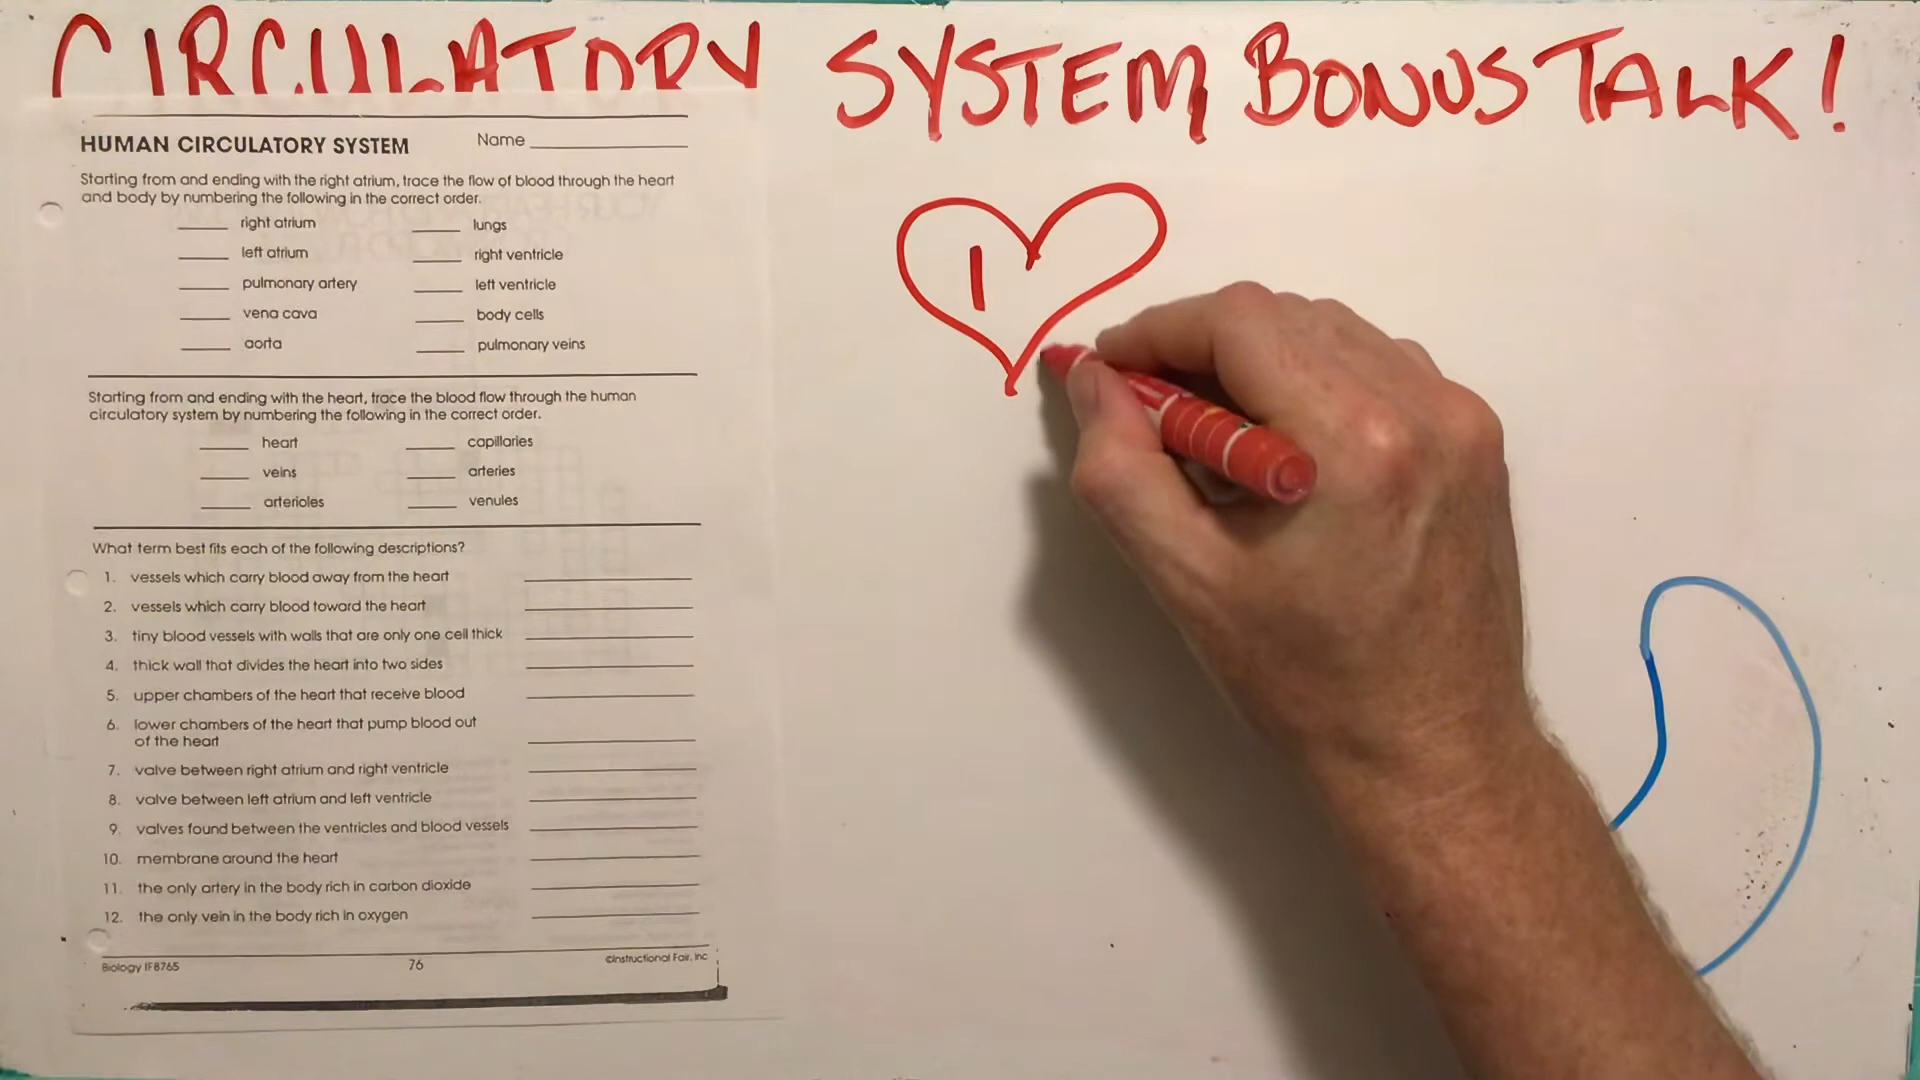 CIRCULATORY SYSTEM BONUS TALK!
HUMAN CIRCULATORY SYSTEM Name
Starting from and ending with the right atrium, trace the flow of blood through the heart
and body by numbering the following in the correct order.
right atrium lungs
left atrium right ventricle
pulmonary artery left ventricle
vena cava body cells
aorta pulmonary veins
Starting from and ending with the heart, trace the blood flow through the human
circulatory system by numbering the following in the correct order.
heart capillaries
veins arteries
arterioles venules
What term best fits each of the following descriptions?
1. vessels which carry blood away from the heart
2. vessels which carry blood toward the heart
3. tiny blood vessels with walls that are only one cell thick
4. thick wall that divides the heart into two sides
5. upper chambers of the heart that receive blood
6. lower chambers of the heart that pump blood out
of the heart
7. valve between right atrium and right ventricle
8. valve between left atrium and left ventricle
9. valves found between the ventricles and blood vessels
10. membrane around the heart
11. the only artery in the body rich in carbon dioxide
12. the only vein in the body rich in oxygen
Biology IF8765 76 ©Instructional Fair, Inc
1